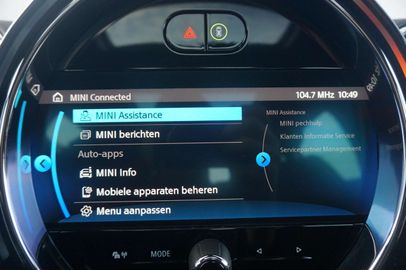 MINI Connected 104.7 MHz 10:49
MINI Assistance
MINI berichten
Auto-apps
MINI Info
Mobiele apparaten beheren
Menu aanpassen
MINI Assistance
MINI pechhulp
Klanten Informatie Service
Servicepartner Management
MODE